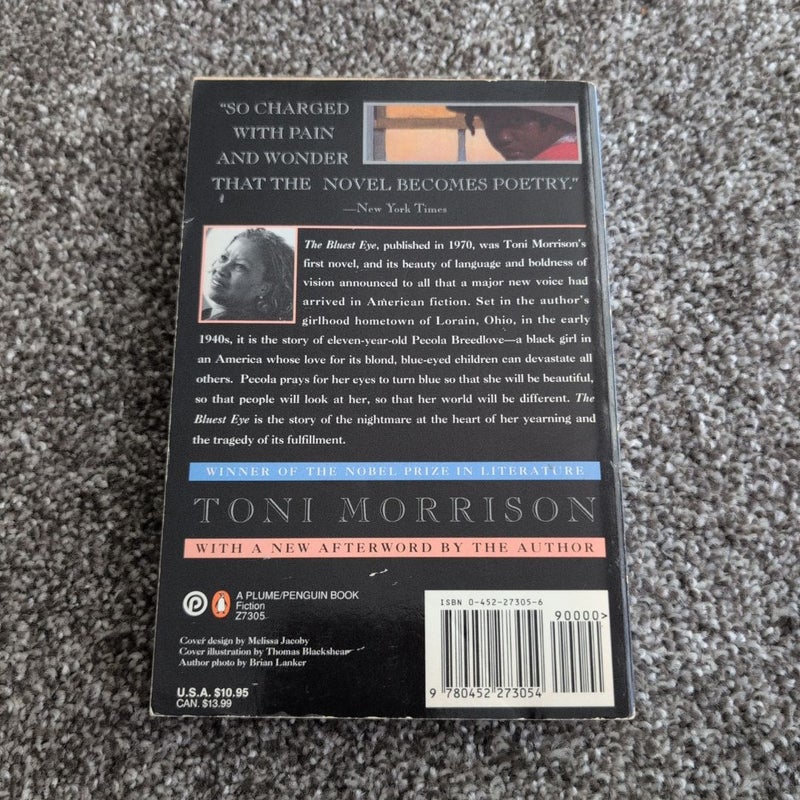 "SO CHARGED
WITH PAIN
AND WONDER
THAT THE NOVEL BECOMES POETRY."
—New York Times
The Bluest Eye, published in 1970, was Toni Morrison's
first novel, and its beauty of language and boldness of
vision announced to all that a major new voice had
arrived in American fiction. Set in the author's
girlhood hometown of Lorain, Ohio, in the early
1940s, it is the story of eleven-year-old Pecola Breedlove—a black girl in
an America whose love for its blond, blue-eyed children can devastate all
others. Pecola prays for her eyes to turn blue so that she will be beautiful,
so that people will look at her, so that her world will be different. The
Bluest Eye is the story of the nightmare at the heart of her yearning and
the tragedy of its fulfillment.
WINNER OF THE NOBEL PRIZE IN LITERATURE
TONI MORRISON
WITH A NEW AFTERWORD BY THE AUTHOR
A PLUME/PENGUIN BOOK
Fiction
Z7305
Cover design by Melissa Jacoby
Cover illustration by Thomas Blackshear
Author photo by Brian Lanker
U.S.A. $10.95
CAN. $13.99
ISBN 0-452-27305-6
90000>
9 780452 273054